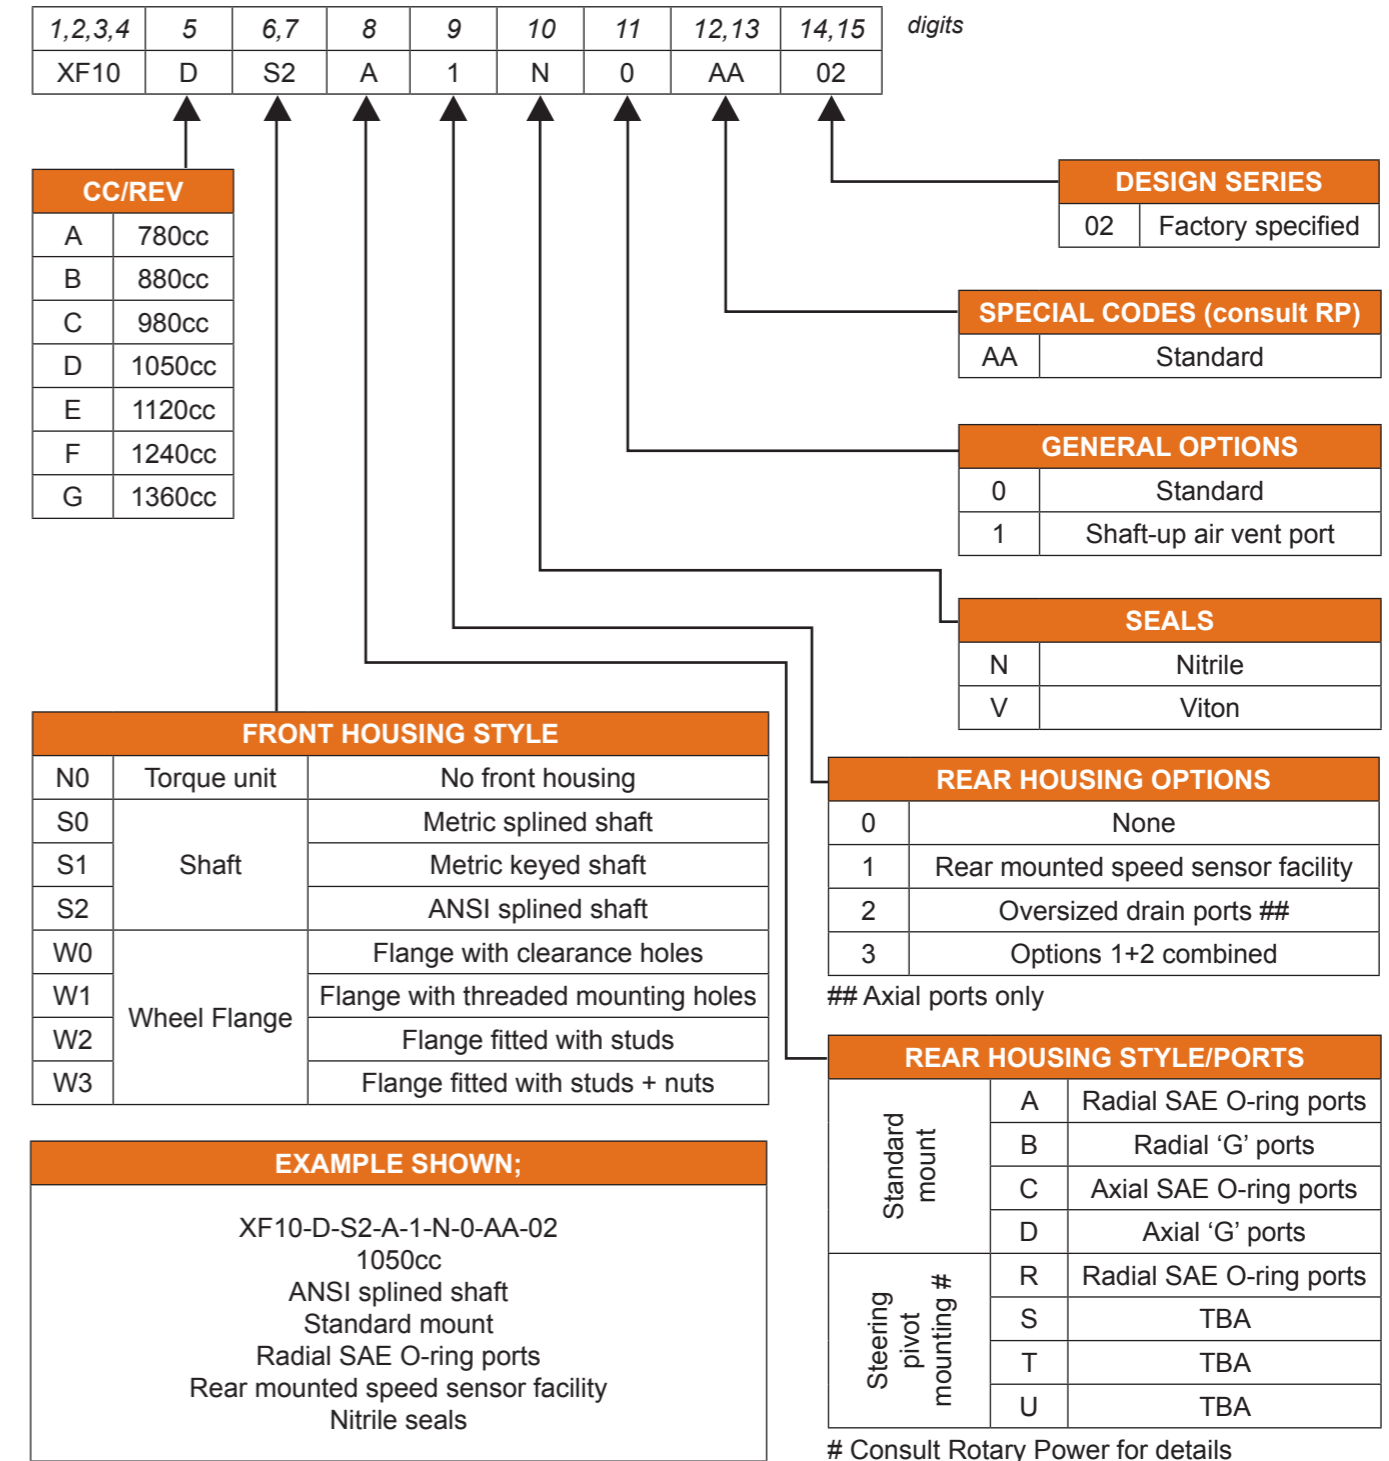 1,2,3,4 5 6,7 8 9 10 11 12,13 14,15 digits
XF10 D S2 A 1 N 0 AA 02
CC/REV
A 780cc
B 880cc
C 980cc
D 1050cc
E 1120cc
F 1240cc
G 1360cc
DESIGN SERIES
02 Factory specified
SPECIAL CODES (consult RP)
AA Standard
GENERAL OPTIONS
0 Standard
1 Shaft-up air vent port
SEALS
N Nitrile
V Viton
FRONT HOUSING STYLE
N0 Torque unit No front housing
S0 Metric splined shaft
S1 Shaft Metric keyed shaft
S2 ANSI splined shaft
W0 Flange with clearance holes
W1 Flange with threaded mounting holes
Wheel Flange
W2 Flange fitted with studs
W3 Flange fitted with studs + nuts
REAR HOUSING OPTIONS
0 None
1 Rear mounted speed sensor facility
2 Oversized drain ports ##
3 Options 1+2 combined
## Axial ports only
REAR HOUSING STYLE/PORTS
Standard
mount
A Radial SAE O-ring ports
B Radial ‘G’ ports
C Axial SAE O-ring ports
D Axial ‘G’ ports
Steering
pivot
mounting #
R Radial SAE O-ring ports
S TBA
T TBA
U TBA
# Consult Rotary Power for details
EXAMPLE SHOWN;
XF10-D-S2-A-1-N-0-AA-02
1050cc
ANSI splined shaft
Standard mount
Radial SAE O-ring ports
Rear mounted speed sensor facility
Nitrile seals